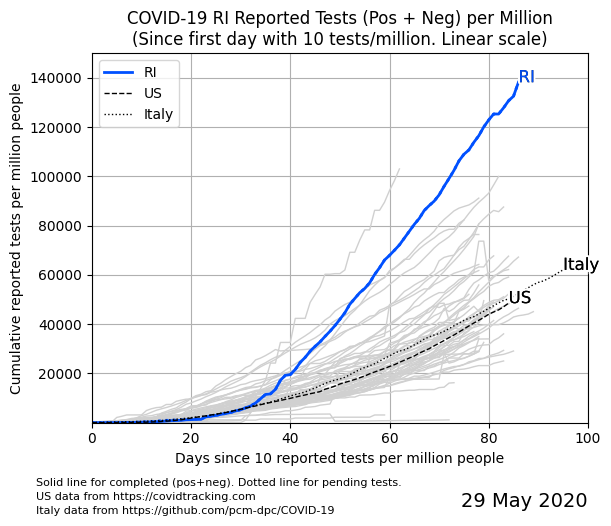 COVID-19 RI Reported Tests (Pos + Neg) per Million
(Since first day with 10 tests/million. Linear scale)
Cumulative reported tests per million people
140000
120000
100000
80000
60000
40000
20000
RI
US
Italy
RI
Italy
US
0
20
40
60
80
100
Days since 10 reported tests per million people
Solid line for completed (pos+neg). Dotted line for pending tests.
US data from https://covidtracking.com
Italy data from https://github.com/pcm-dpc/COVID-19
29 May 2020